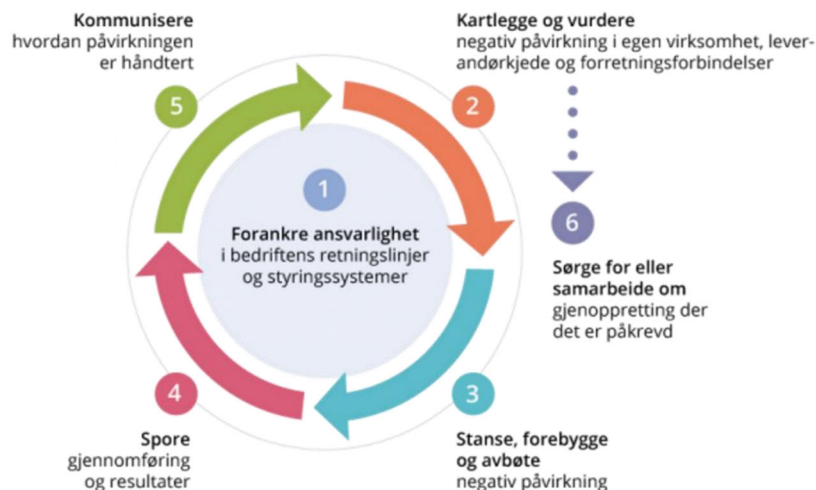 1
Forankre ansvarlighet
i bedriftens retningslinjer
og styringssystemer
2
Kartlegge og vurdere
negativ påvirkning i egen virksomhet, lever-
andørkjede og forretningsforbindelser
3
Stanse, forebygge
og avbøte
negativ påvirkning
4
Spore
gjennomføring
og resultater
5
Kommunisere
hvordan påvirkningen
er håndtert
6
Sørge for eller
samarbeide om
gjenoppretting der
det er påkrevd